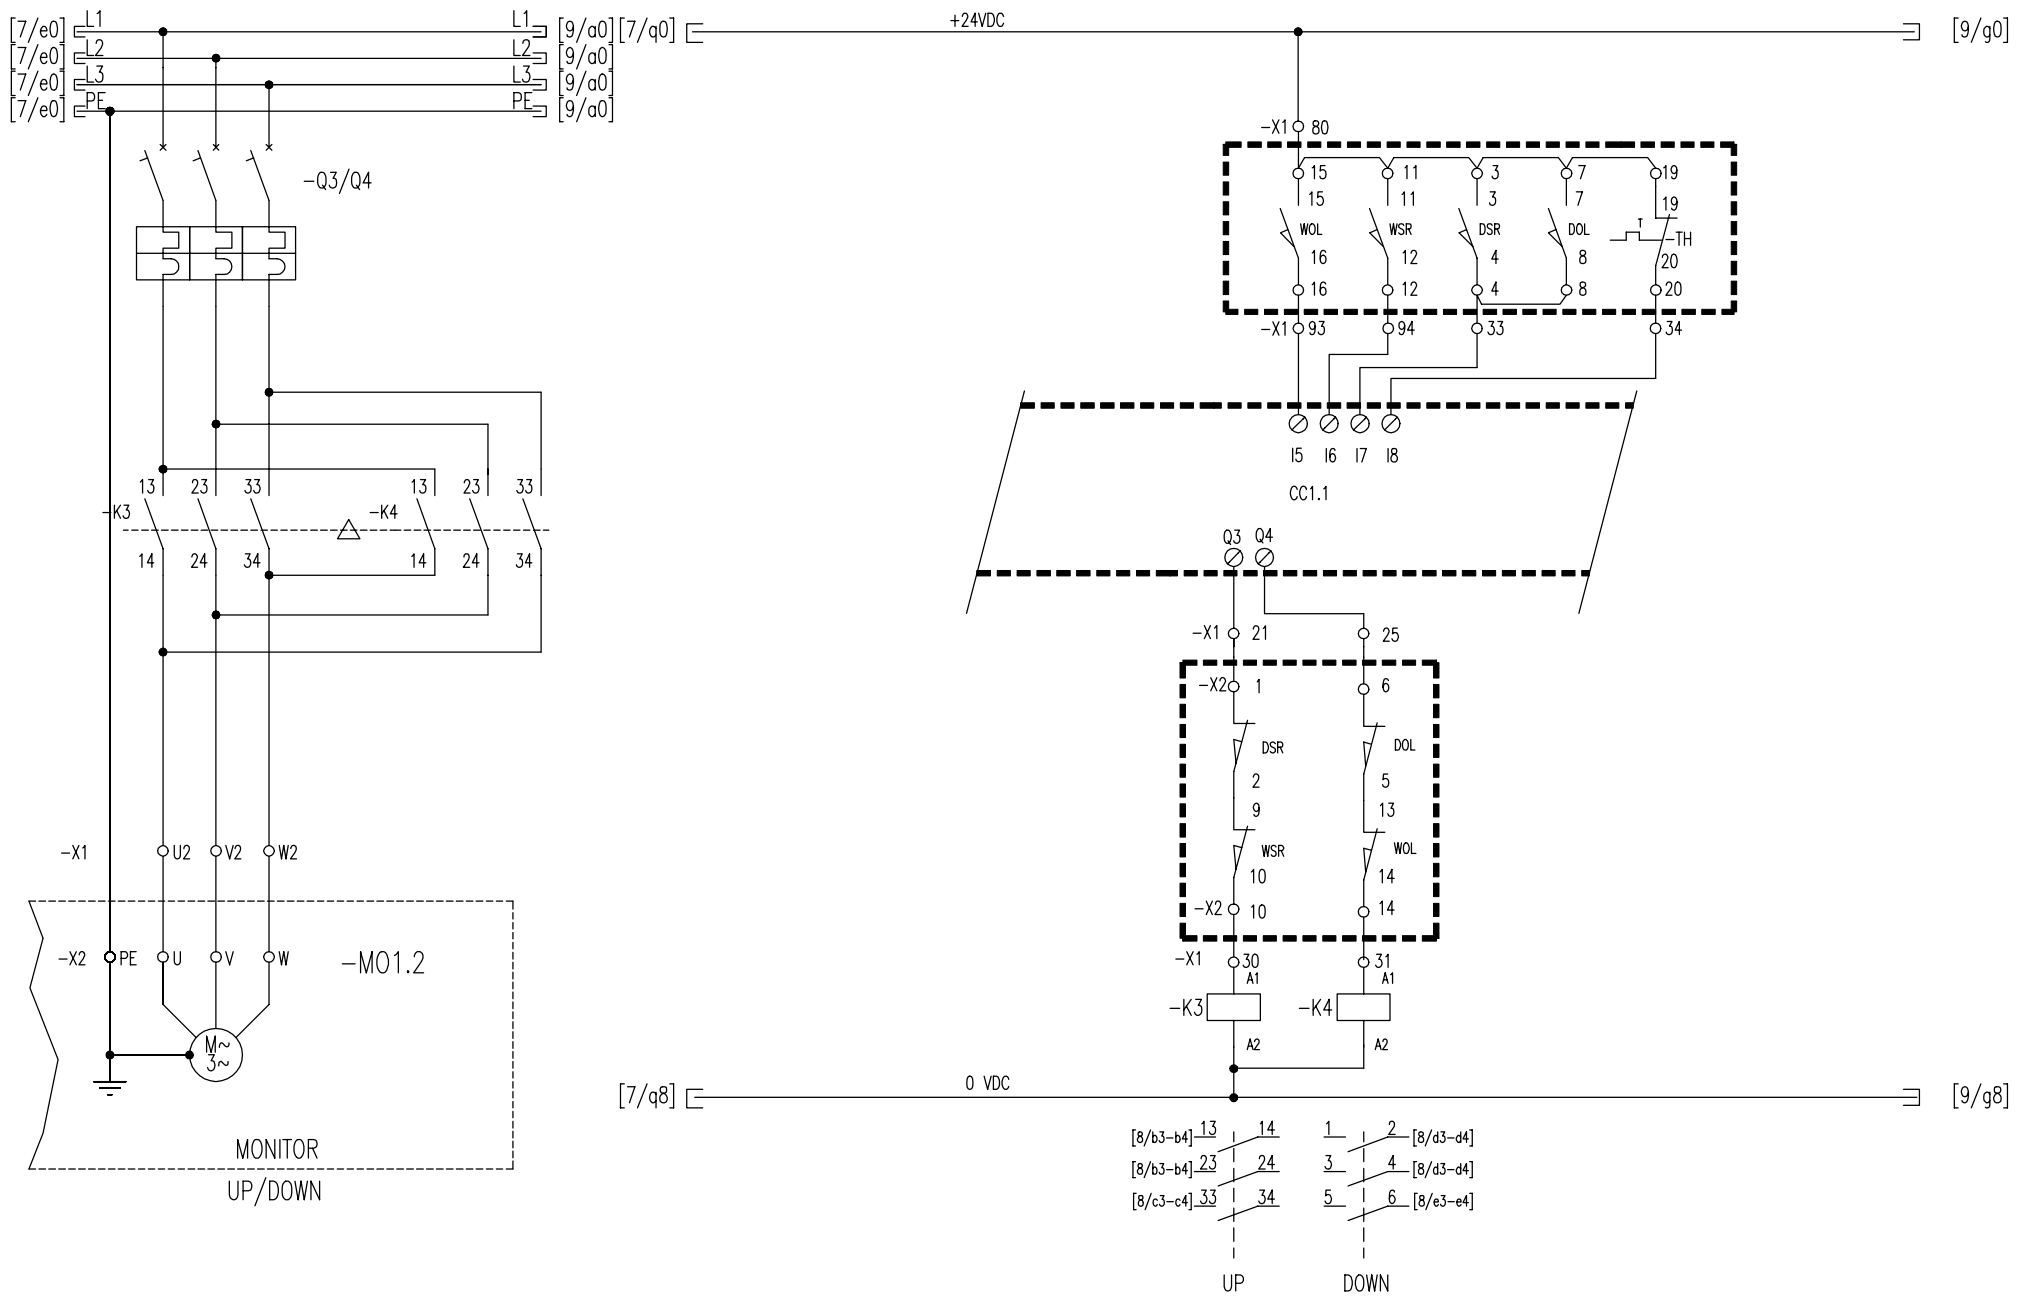 [7/e0] L1 L1 [9/a0] [7/q0] +24VDC [9/g0]
[7/e0] L2 L2 [9/a0]
[7/e0] L3 L3 [9/a0]
[7/e0] PE PE [9/a0]
-Q3/Q4
13 23 33 13 23 33
-K3 -K4
14 24 34 14 24 34
-X1 U2 V2 W2
-X2 PE U V W -MO1.2
M~
3~
MONITOR
UP/DOWN
-X1 80
15 11 3 7 19
15 11 3 7 19
WOL WSR DSR DOL T -TH
16 12 4 8 20
16 12 4 8 20
-X1 93 94 33 34
I5 I6 I7 I8
CC1.1
Q3 Q4
-X1 21 25
-X2 1 6
DSR DOL
2 5
9 13
WSR WOL
10 14
-X2 10 14
-X1 30 31
A1 A1
-K3 -K4
A2 A2
[7/q8] 0 VDC [9/g8]
[8/b3-b4] 13 14 1 2 [8/d3-d4]
[8/b3-b4] 23 24 3 4 [8/d3-d4]
[8/c3-c4] 33 34 5 6 [8/e3-e4]
UP DOWN